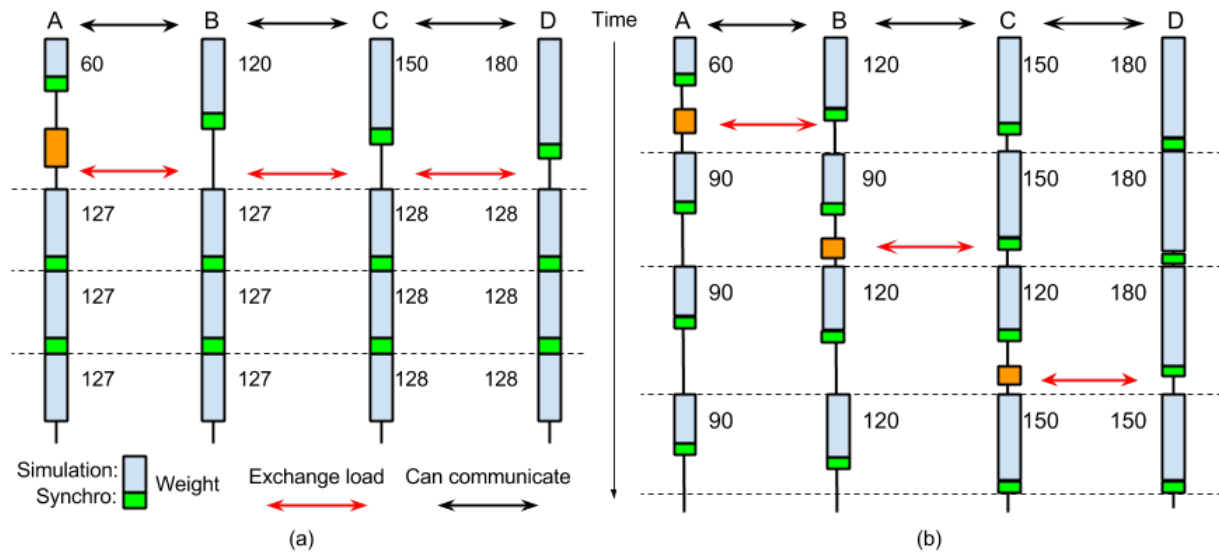 A B C D
60 120 150 180
127 127 128 128
127 127 128 128
127 127 128 128
Simulation: Weight
Synchro:
Exchange load Can communicate
(a)
Time
A B C D
60 120 150 180
90 90 150 180
90 120 120 180
90 120 150 150
(b)